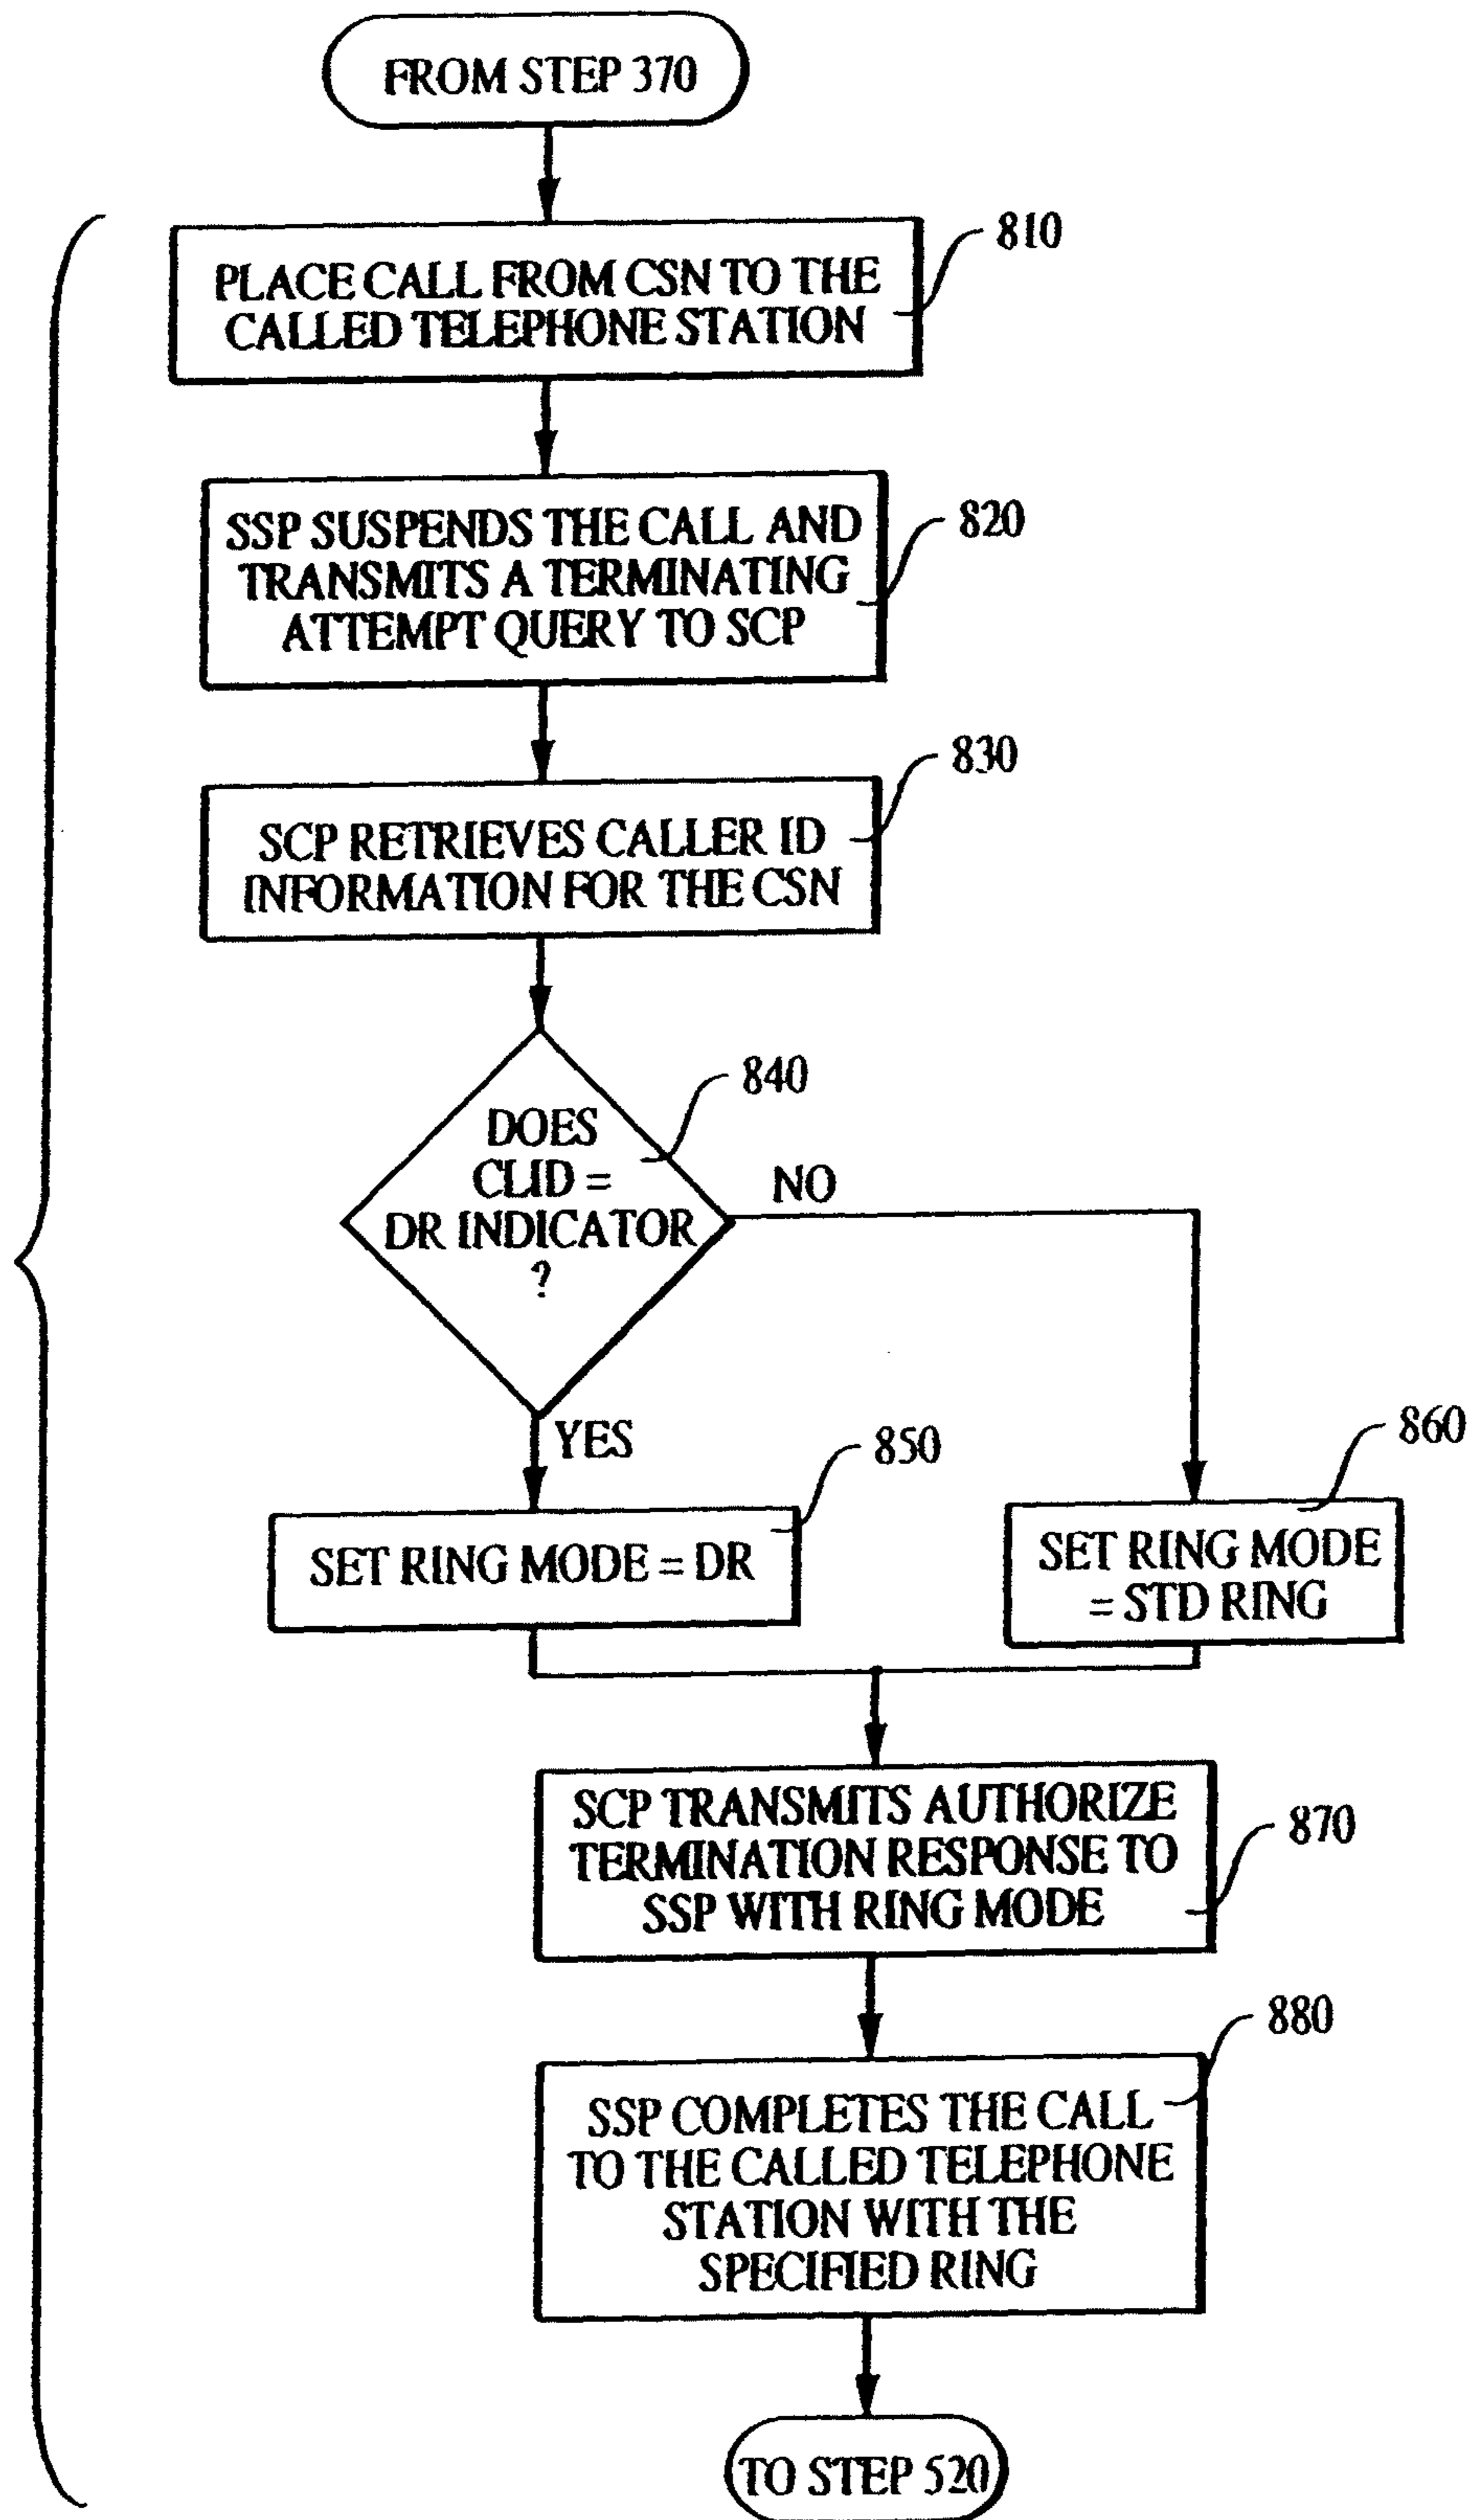 FROM STEP 370
810
PLACE CALL FROM CSN TO THE
CALLED TELEPHONE STATION
820
SSP SUSPENDS THE CALL AND
TRANSMITS A TERMINATING
ATTEMPT QUERY TO SCP
830
SCP RETRIEVES CALLER ID
INFORMATION FOR THE CSN
840
DOES
CLID =
DR INDICATOR
?
NO
YES
850
SET RING MODE = DR
860
SET RING MODE
= STD RING
SCP TRANSMITS AUTHORIZE
TERMINATION RESPONSE TO
SSP WITH RING MODE
870
880
SSP COMPLETES THE CALL
TO THE CALLED TELEPHONE
STATION WITH THE
SPECIFIED RING
TO STEP 520